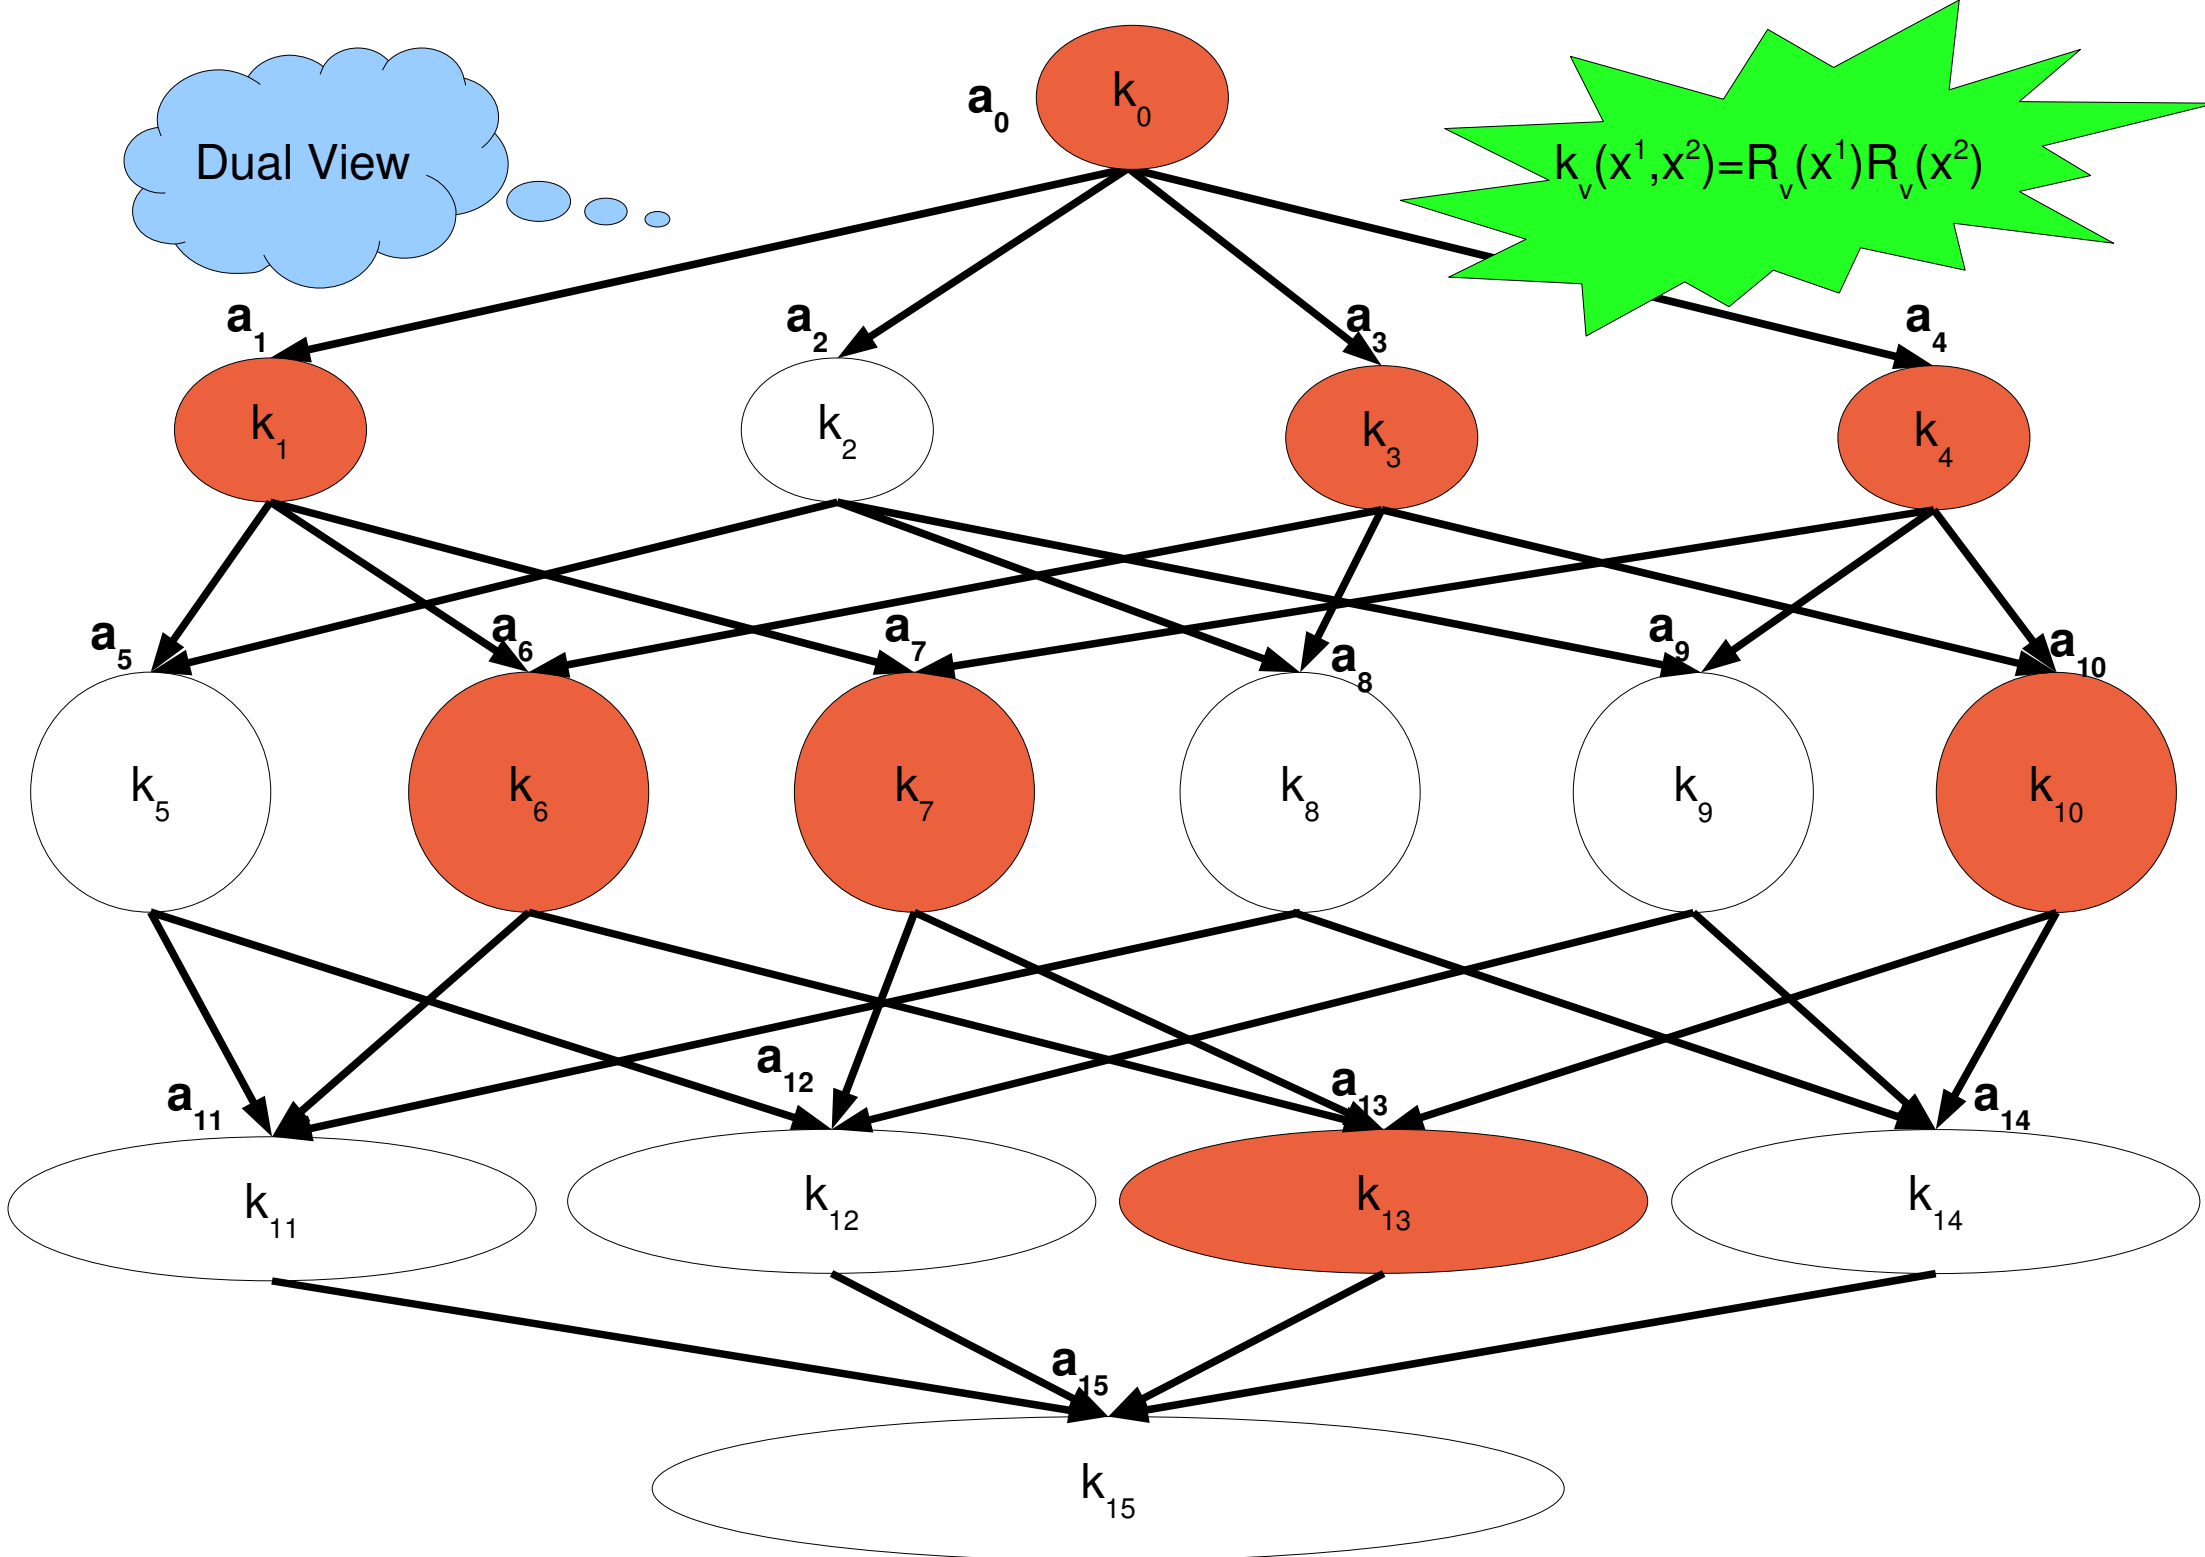 a₀
k₀
Dual View
kᵥ(x¹,x²)=Rᵥ(x¹)Rᵥ(x²)
a₁ a₂ a₃ a₄
k₁ k₂ k₃ k₄
a₅ a₆ a₇ a₈ a₉ a₁₀
k₅ k₆ k₇ k₈ k₉ k₁₀
a₁₁ a₁₂ a₁₃ a₁₄
k₁₁ k₁₂ k₁₃ k₁₄
a₁₅
k₁₅